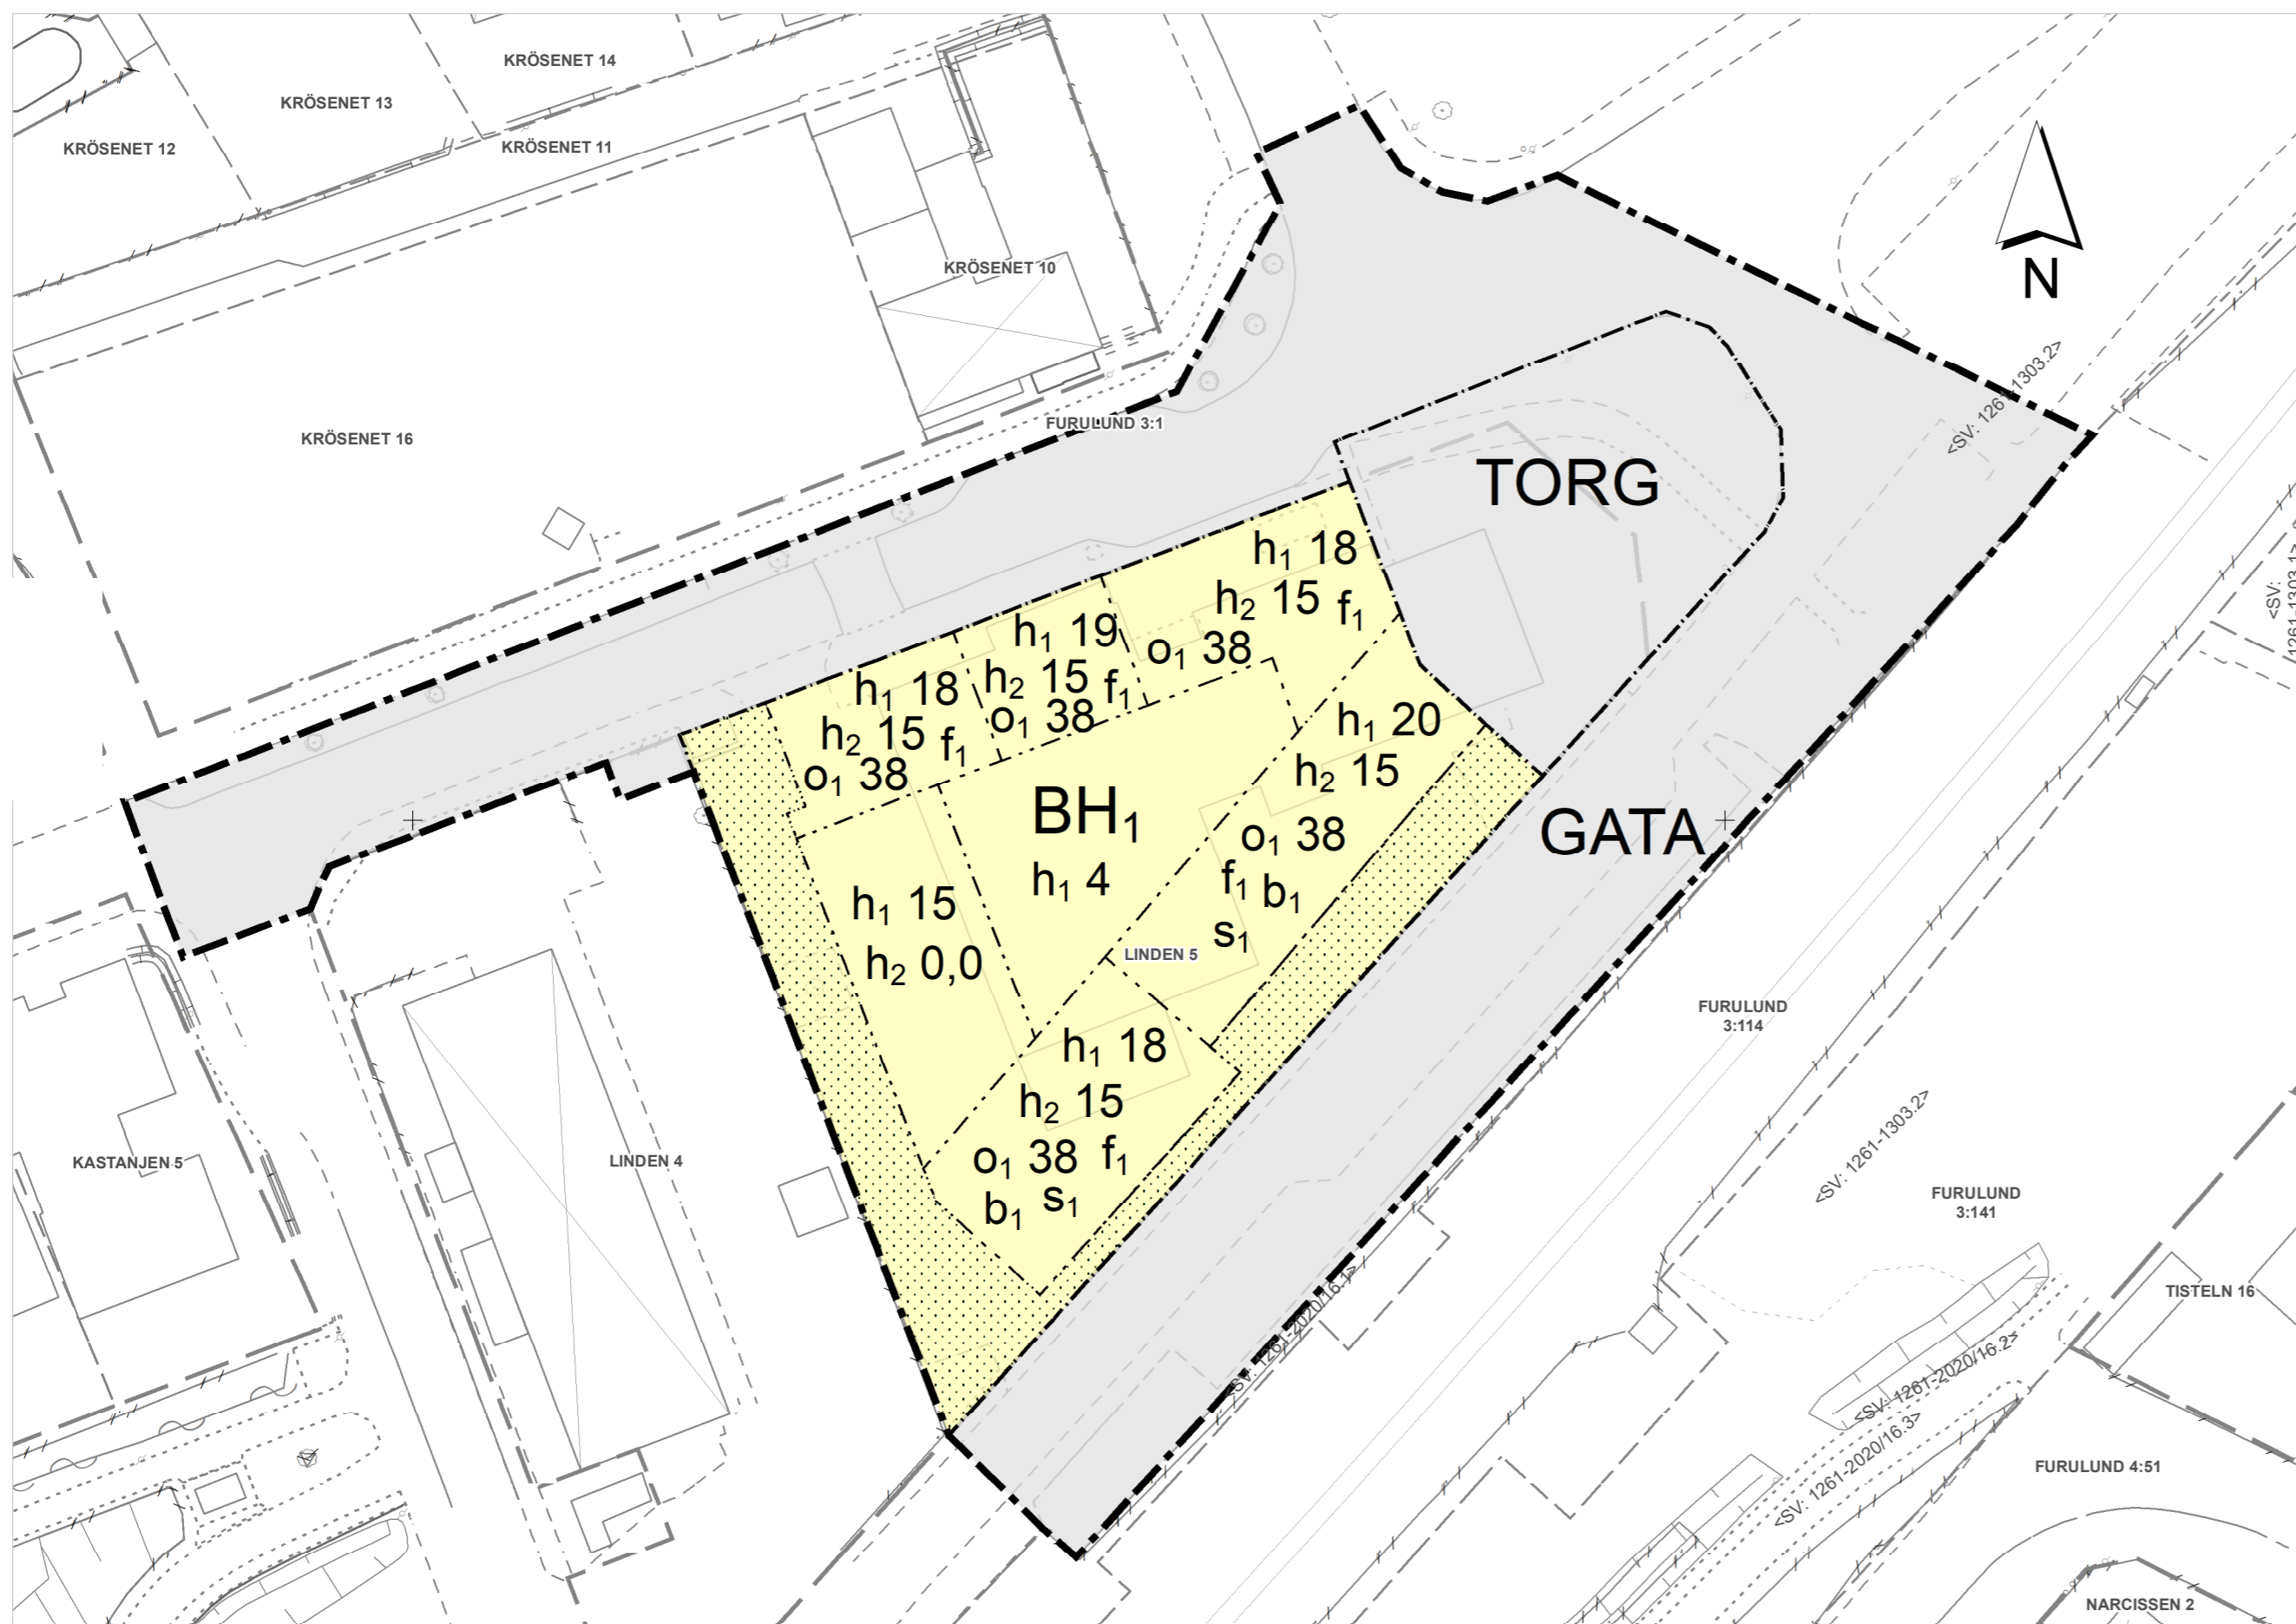 KRÖSENET 14
KRÖSENET 13
KRÖSENET 12
KRÖSENET 11
KRÖSENET 10
N
KRÖSENET 16
FURULUND 3:1
<SV: 1261-1303.2>
TORG
<SV:
1261-1303.1>
h₁ 18
h₂ 15 f₁
o₁ 38
h₁ 19
h₂ 15 f₁
o₁ 38
h₁ 18
h₂ 15 f₁
o₁ 38
h₁ 20
h₂ 15
o₁ 38
f₁ b₁
s₁
BH₁
h₁ 4
GATA
h₁ 15
h₂ 0,0
LINDEN 5
FURULUND
3:114
h₁ 18
h₂ 15
o₁ 38 f₁
b₁ s₁
KASTANJEN 5
LINDEN 4
<SV: 1261-1303.2>
FURULUND
3:141
TISTELN 16
<SV: 1261-2020/16.1>
<SV: 1261-2020/16.2>
<SV: 1261-2020/16.3>
FURULUND 4:51
NARCISSEN 2